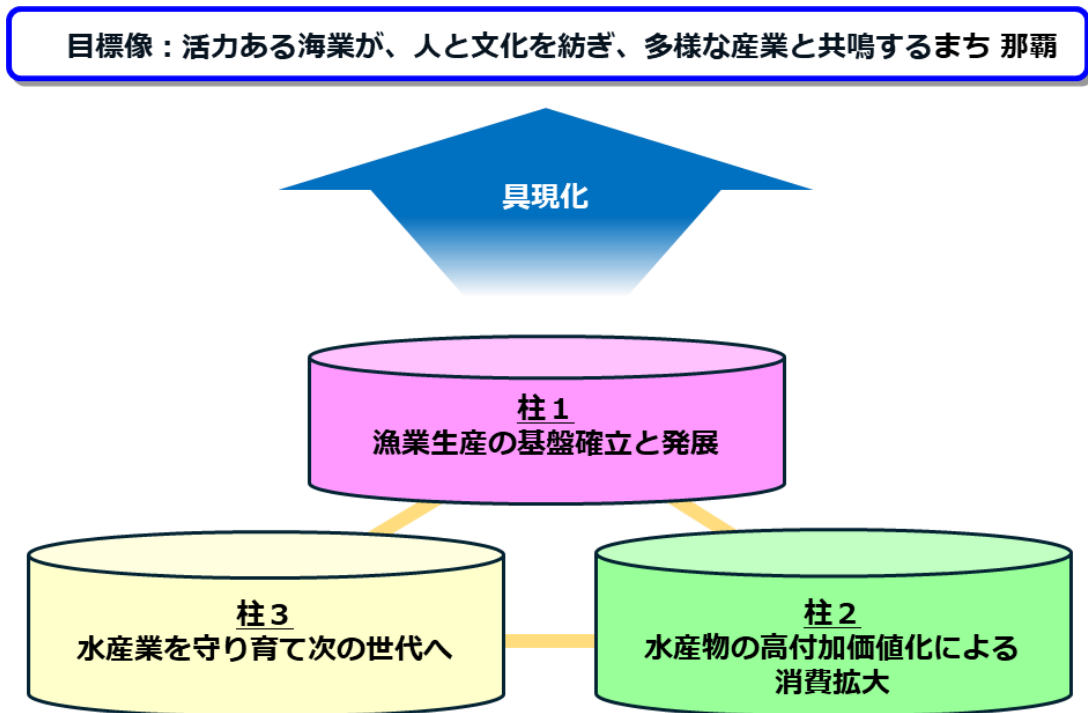 目標像：活力ある海業が、人と文化を紡ぎ、多様な産業と共鳴するまち 那覇
具現化
柱１
漁業生産の基盤確立と発展
柱３
水産業を守り育て次の世代へ
柱２
水産物の高付加価値化による
消費拡大